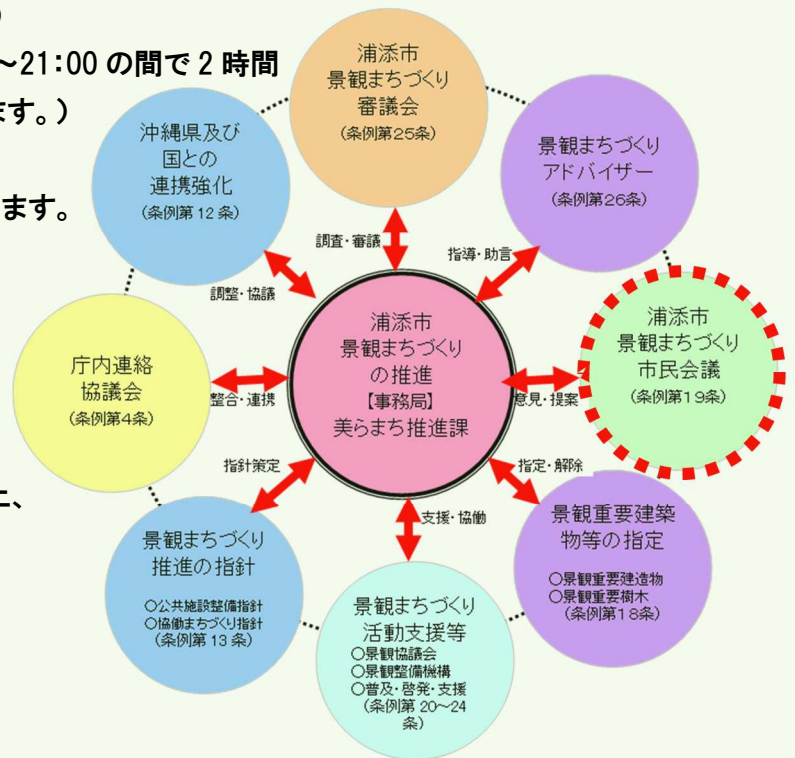 )
～21:00 の間で 2 時間
ます。)
ます。
に、
浦添市
景観まちづくり
審議会
(条例第25条)
景観まちづくり
アドバイザー
(条例第26条)
浦添市
景観まちづくり
市民会議
(条例第19条)
景観重要建築
物等の指定
○景観重要建造物
○景観重要樹木
(条例第18条)
景観まちづくり
活動支援等
○景観協議会
○景観整備機構
○普及・啓発・支援
(条例第 20～24
条)
景観まちづくり
推進の指針
○公共施設整備指針
○協働まちづくり指針
(条例第 13 条)
庁内連絡
協議会
(条例第4条)
沖縄県及び
国との
連携強化
(条例第 12 条)
浦添市
景観まちづくり
の推進
【事務局】
美らまち推進課
調査・審議
指導・助言
意見・提案
指定・解除
支援・協働
指針策定
整合・連携
調整・協議